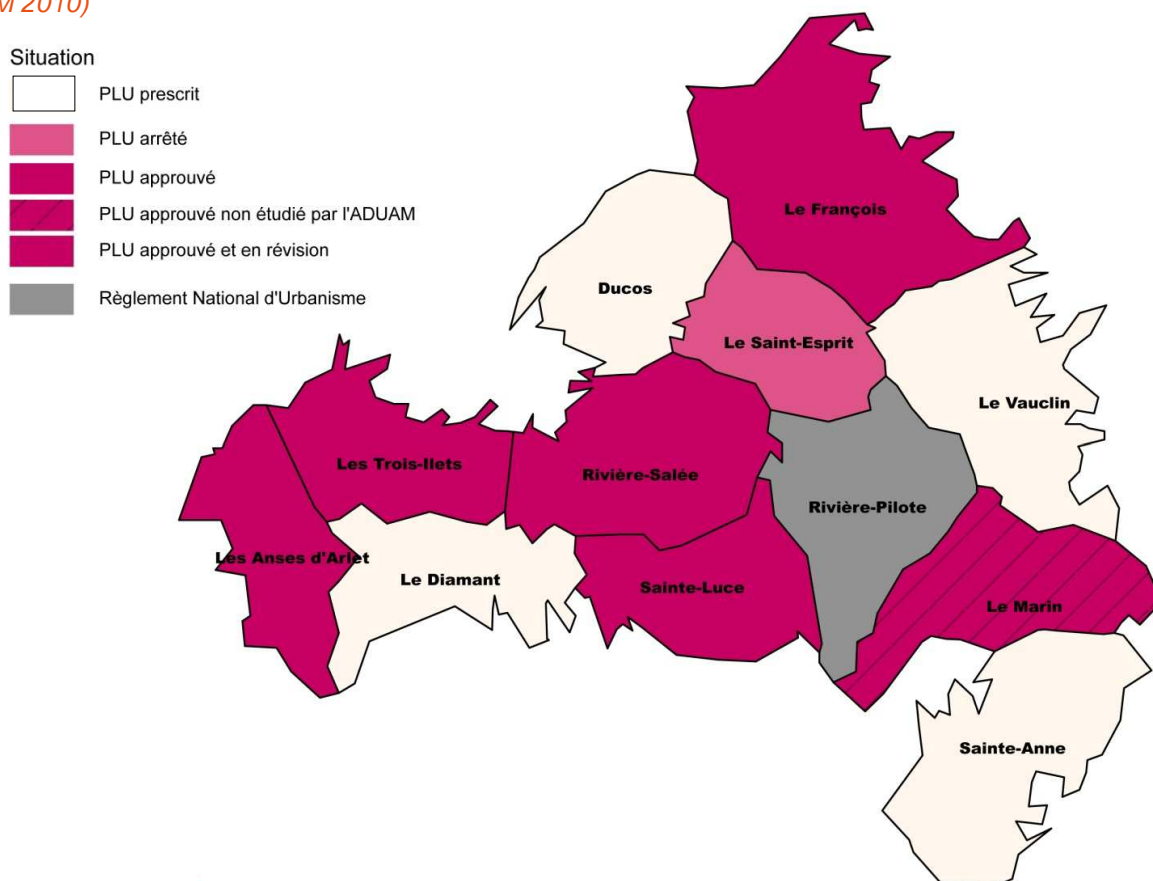 M 2010)
Situation
PLU prescrit
PLU arrêté
PLU approuvé
PLU approuvé non étudié par l'ADUAM
PLU approuvé et en révision
Règlement National d'Urbanisme
Le François
Ducos
Le Saint-Esprit
Le Vauclin
Les Trois-Ilets
Rivière-Salée
Rivière-Pilote
Les Anses d'Arlet
Le Diamant
Sainte-Luce
Le Marin
Sainte-Anne